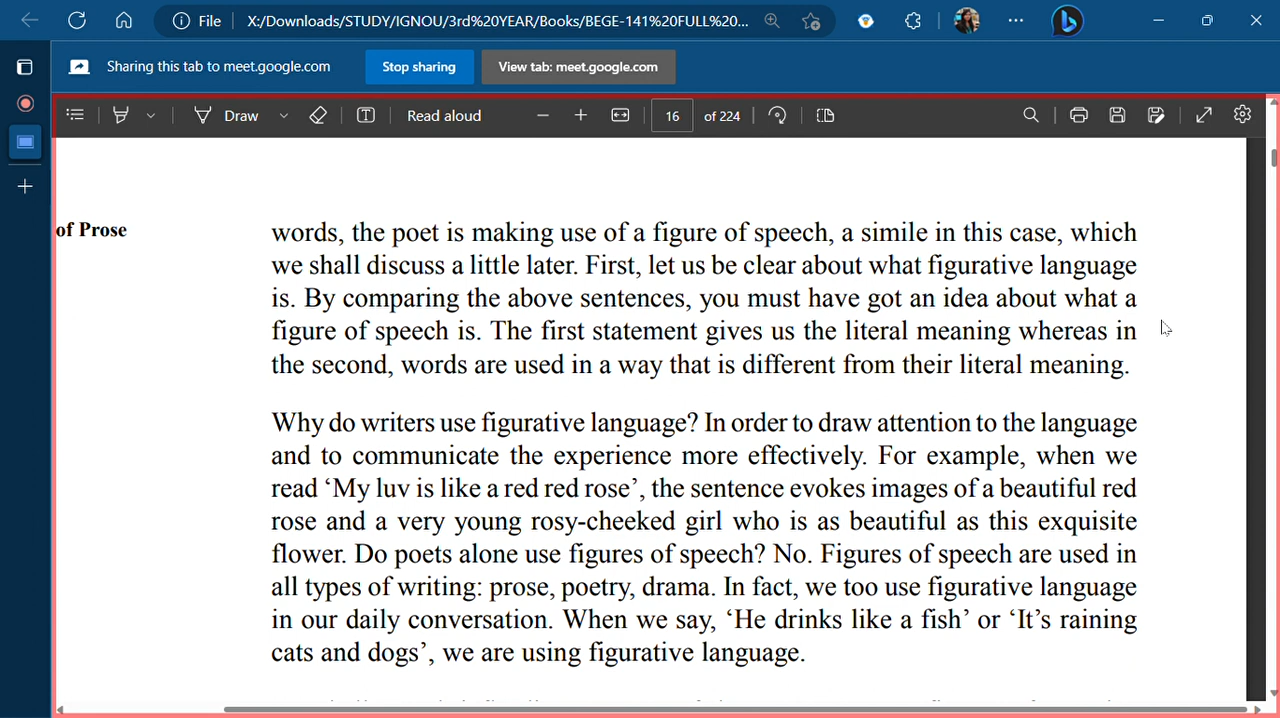 File
X:/Downloads/STUDY/IGNOU/3rd%20YEAR/Books/BEGE-141%20FULL%20...
Sharing this tab to meet.google.com
Stop sharing
View tab: meet.google.com
Draw
Read aloud
16
of 224
of Prose
words, the poet is making use of a figure of speech, a simile in this case, which
we shall discuss a little later. First, let us be clear about what figurative language
is. By comparing the above sentences, you must have got an idea about what a
figure of speech is. The first statement gives us the literal meaning whereas in
the second, words are used in a way that is different from their literal meaning.
Why do writers use figurative language? In order to draw attention to the language
and to communicate the experience more effectively. For example, when we
read ‘My luv is like a red red rose’, the sentence evokes images of a beautiful red
rose and a very young rosy-cheeked girl who is as beautiful as this exquisite
flower. Do poets alone use figures of speech? No. Figures of speech are used in
all types of writing: prose, poetry, drama. In fact, we too use figurative language
in our daily conversation. When we say, ‘He drinks like a fish’ or ‘It’s raining
cats and dogs’, we are using figurative language.